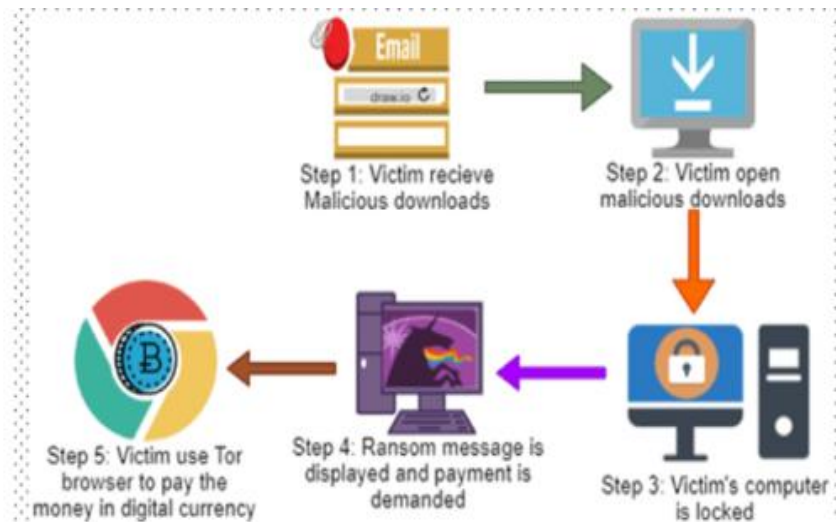 Email
draw.io
Step 1: Victim recieve
Malicious downloads
Step 2: Victim open
malicious downloads
Step 3: Victim's computer
is locked
Step 4: Ransom message is
displayed and payment is
demanded
Step 5: Victim use Tor
browser to pay the
money in digital currency